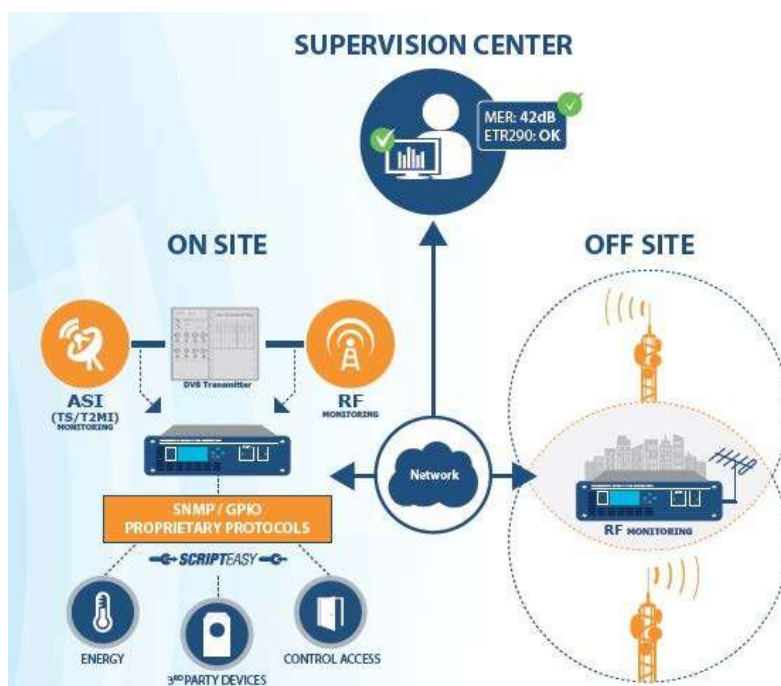 SUPERVISION CENTER
MER: 42dB
ETR290: OK
ON SITE
OFF SITE
DVB Transmitter
ASI
(TS/T2MI)
MONITORING
RF
MONITORING
Network
SNMP / GPIO
PROPRIETARY PROTOCOLS
SCRIPTEASY
RF MONITORING
ENERGY
3RD PARTY DEVICES
CONTROL ACCESS